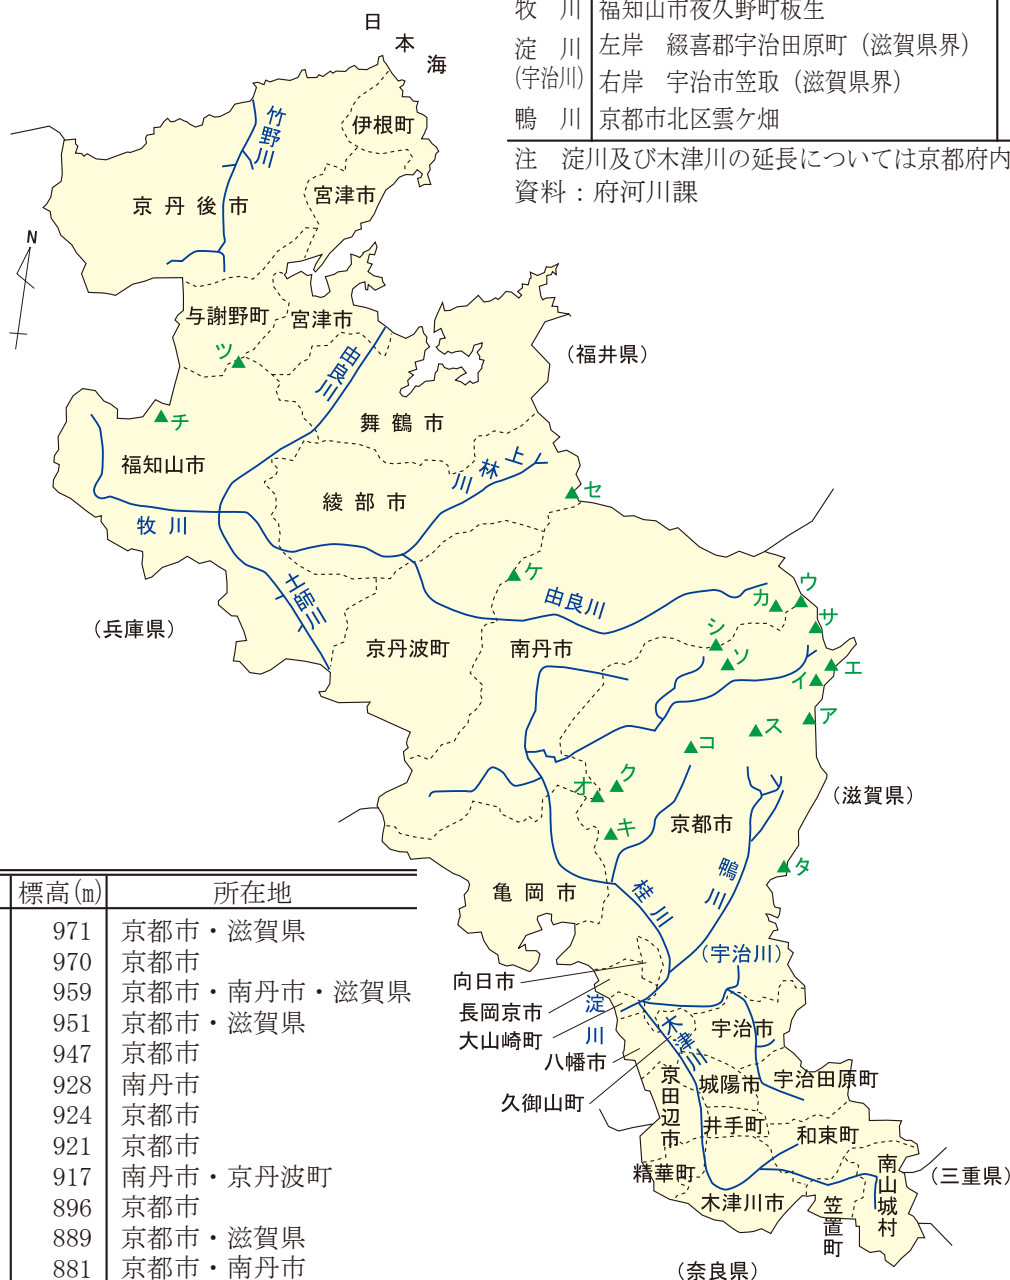 牧 川 福知山市夜久野町板生
淀 川 左岸 綴喜郡宇治田原町（滋賀県界）
(宇治川) 右岸 宇治市笠取（滋賀県界）
鴨 川 京都市北区雲ケ畑
注 淀川及び木津川の延長については京都府内
資料：府河川課
日本海
N
竹野川
伊根町
宮津市
京丹後市
与謝野町
宮津市
ツ
由良川
（福井県）
チ
舞鶴市
福知山市
上林川
綾部市
セ
牧川
ケ
土師川
由良川
カ
ウ
サ
（兵庫県）
シ
京丹波町
南丹市
ソ
エ
イ
ア
ス
コ
ク
オ
（滋賀県）
キ
京都市
タ
鴨川
亀岡市
桂川
（宇治川）
向日市
長岡京市
淀川
大山崎町
木津川
宇治市
八幡市
京田辺市
城陽市
宇治田原町
久御山町
井手町
和束町
精華町
南山城村
（三重県）
木津川市
笠置町
（奈良県）
標高(m) 所在地
971 京都市・滋賀県
970 京都市
959 京都市・南丹市・滋賀県
951 京都市・滋賀県
947 京都市
928 南丹市
924 京都市
921 京都市
917 南丹市・京丹波町
896 京都市
889 京都市・滋賀県
881 京都市・南丹市